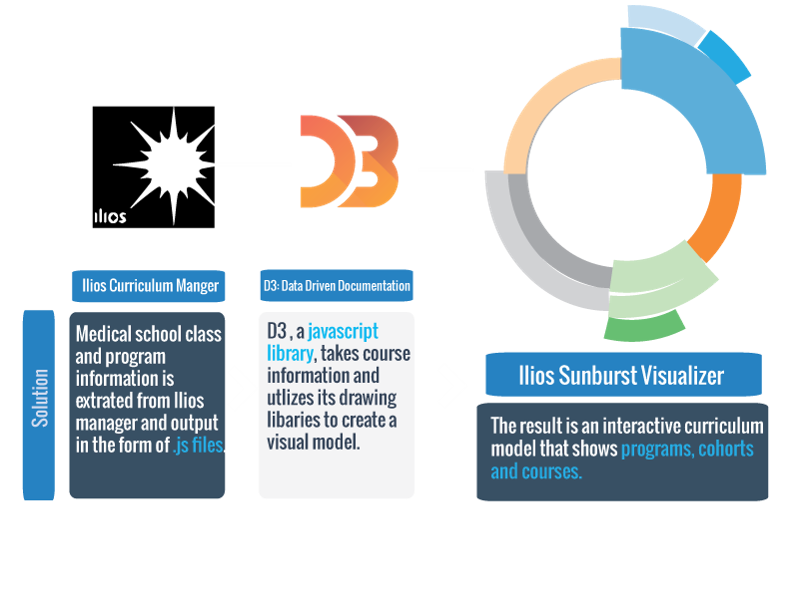 ilios
D3
Ilios Curriculum Manger
D3: Data Driven Documentation
Solution
Medical school class
and program
information is
extrated from Ilios
manager and output
in the form of .js files.
D3 , a javascript
library, takes course
information and
utlizes its drawing
libaries to create a
visual model.
Ilios Sunburst Visualizer
The result is an interactive curriculum
model that shows programs, cohorts
and courses.